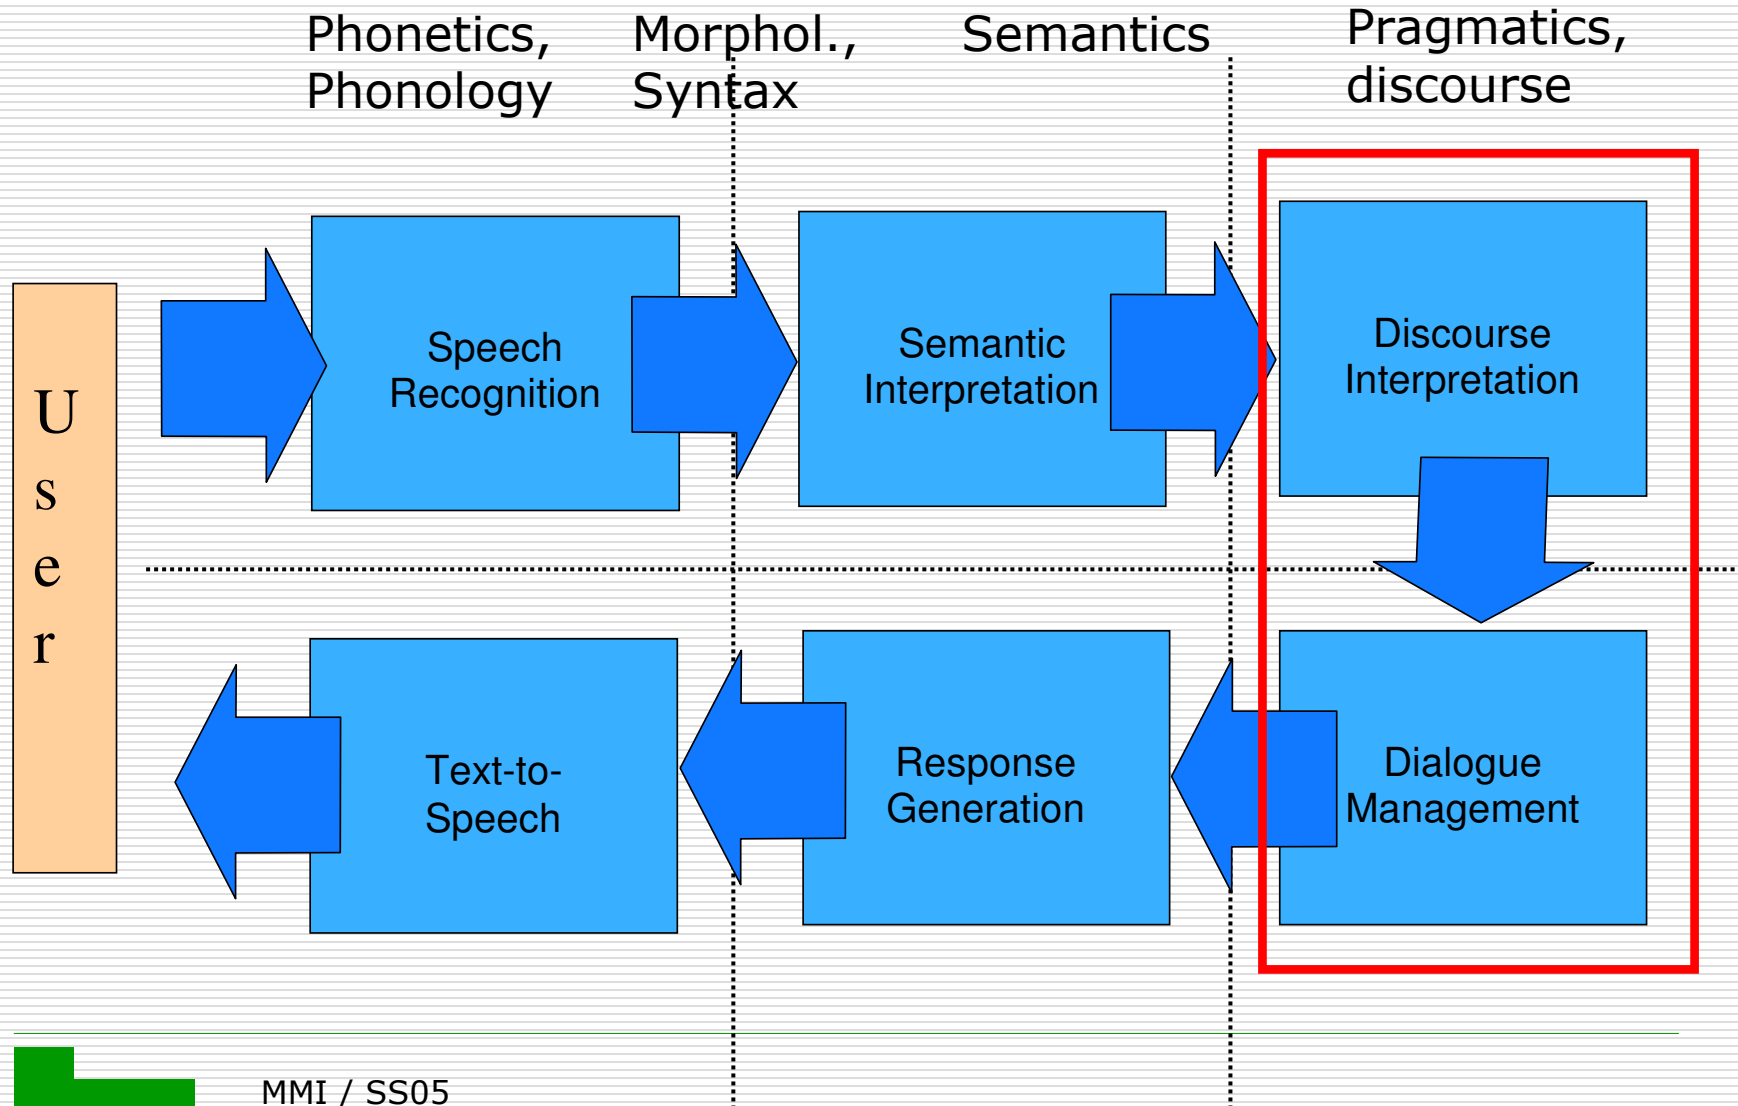 Phonetics,
Phonology
Morphol.,
Syntax
Semantics
Pragmatics,
discourse
User
Speech
Recognition
Semantic
Interpretation
Discourse
Interpretation
Text-to-
Speech
Response
Generation
Dialogue
Management
MMI / SS05